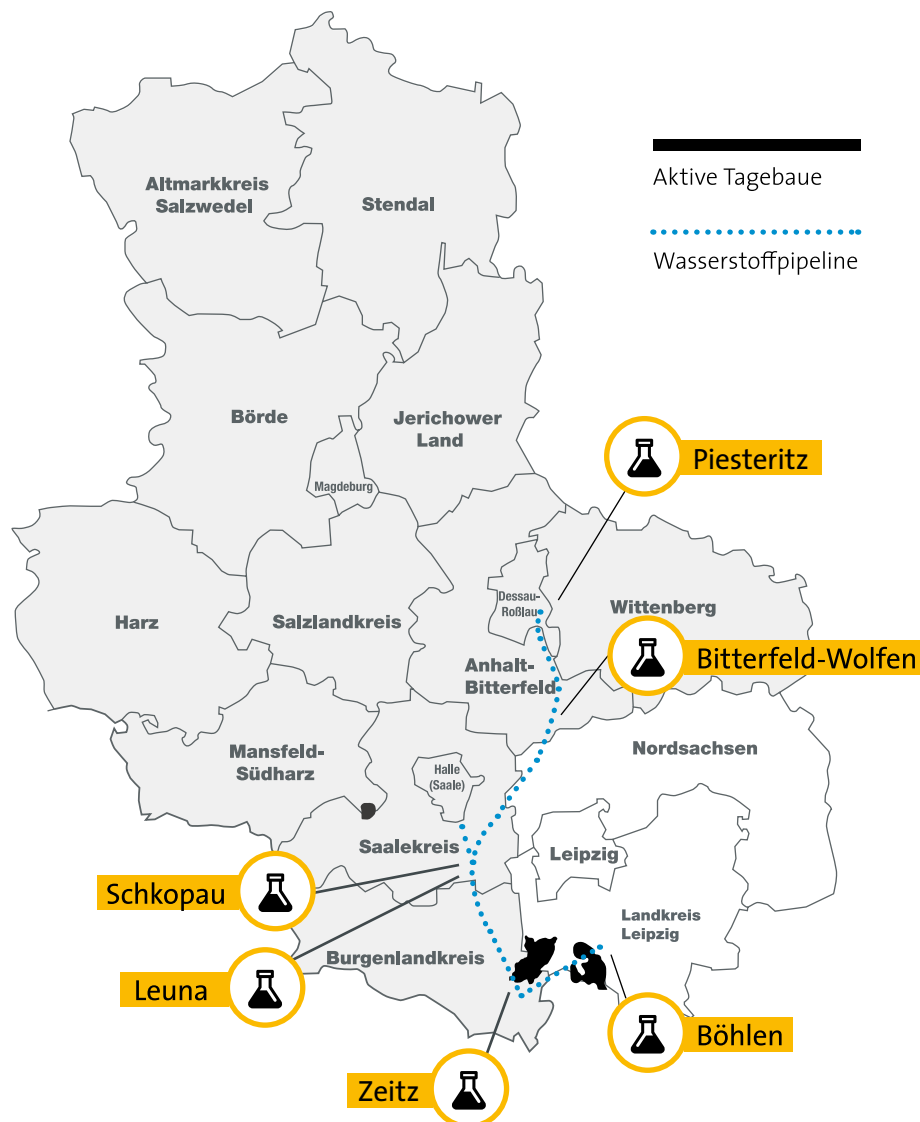 Aktive Tagebaue
Wasserstoffpipeline
Altmarkkreis
Salzwedel
Stendal
Börde
Jerichower
Land
Magdeburg
Piesteritz
Harz
Salzlandkreis
Dessau-
Roßlau
Wittenberg
Bitterfeld-Wolfen
Anhalt-
Bitterfeld
Mansfeld-
Südharz
Halle
(Saale)
Nordsachsen
Saalekreis
Leipzig
Schkopau
Landkreis
Leipzig
Burgenlandkreis
Leuna
Böhlen
Zeitz